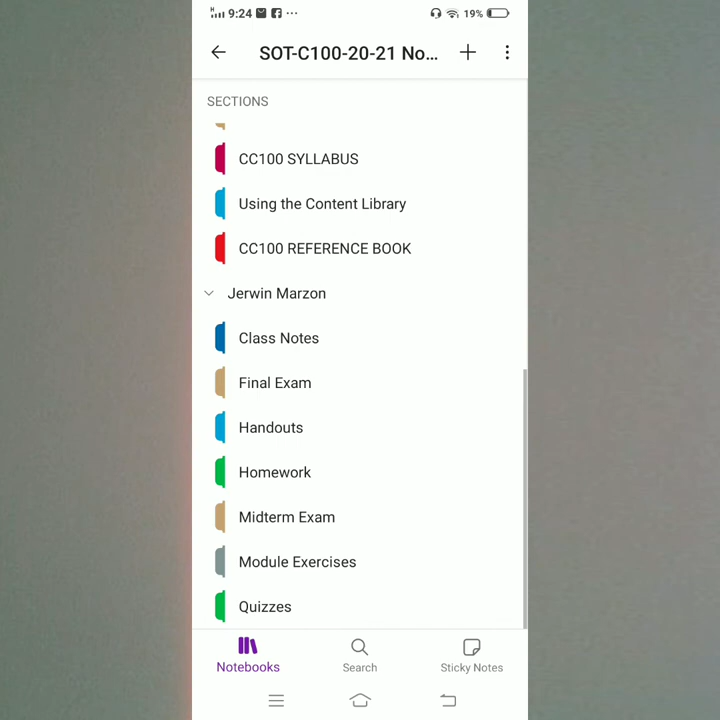 H 9:24 ... 19%
SOT-C100-20-21 No...
SECTIONS
CC100 SYLLABUS
Using the Content Library
CC100 REFERENCE BOOK
Jerwin Marzon
Class Notes
Final Exam
Handouts
Homework
Midterm Exam
Module Exercises
Quizzes
Notebooks Search Sticky Notes